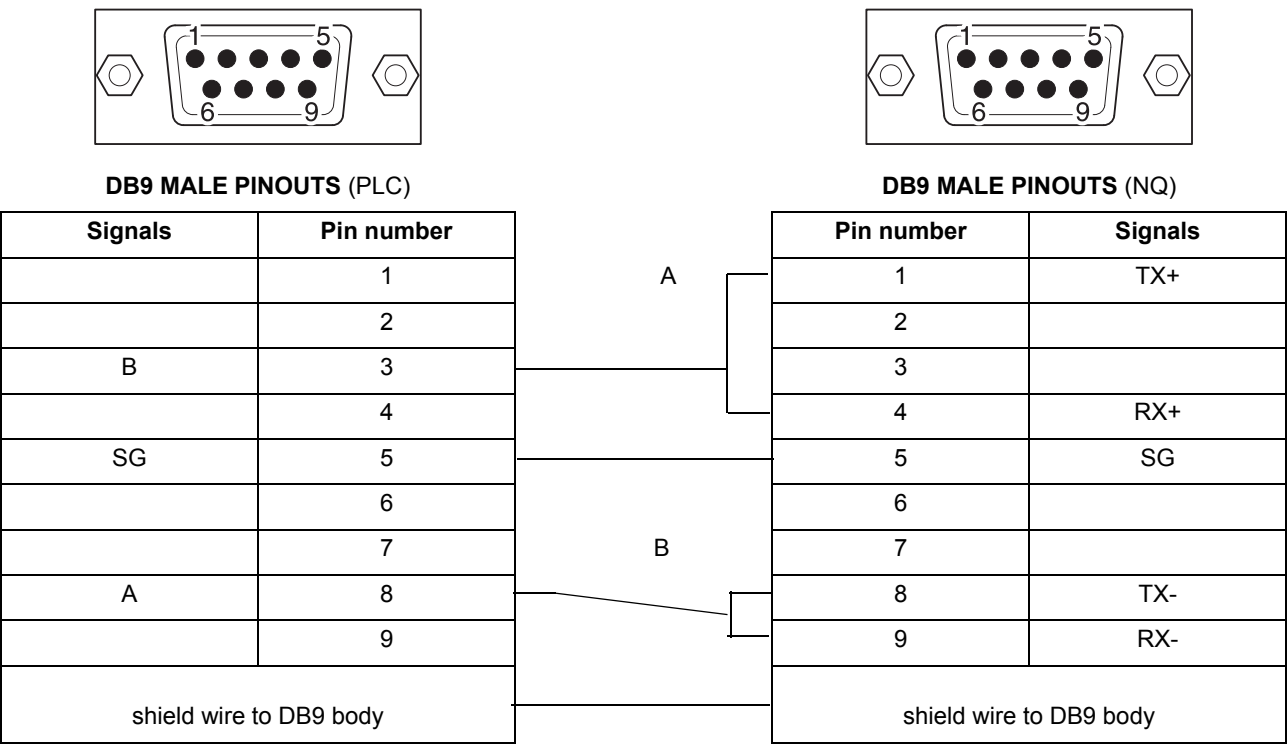 1 5
6 9
1 5
6 9
DB9 MALE PINOUTS (PLC)
DB9 MALE PINOUTS (NQ)
Signals Pin number
Pin number Signals
1
A
1 TX+
2
2
B 3
3
4
4 RX+
SG 5
5 SG
6
6
7
B
7
A 8
8 TX-
9
9 RX-
shield wire to DB9 body
shield wire to DB9 body